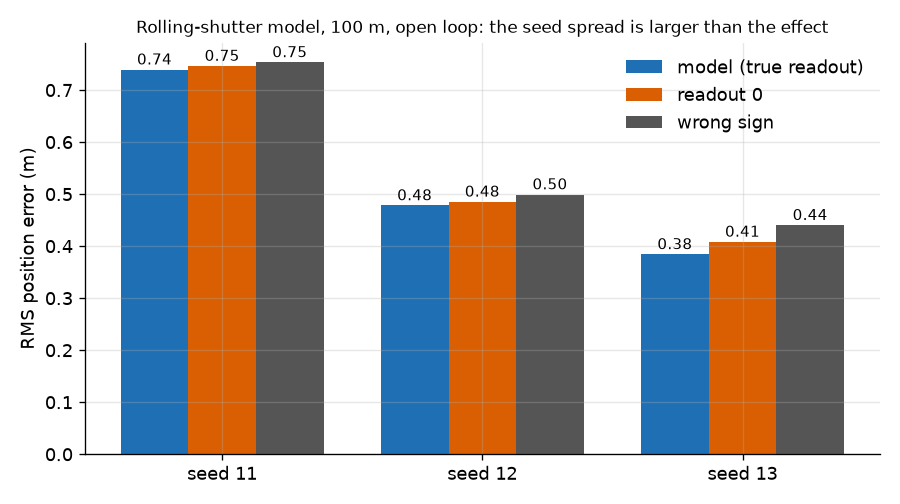 Rolling-shutter model, 100 m, open loop: the seed spread is larger than the effect
model (true readout)
readout 0
wrong sign
RMS position error (m)
0.7
0.6
0.5
0.4
0.3
0.2
0.1
0.0
0.74
0.75
0.75
0.48
0.48
0.50
0.38
0.41
0.44
seed 11
seed 12
seed 13